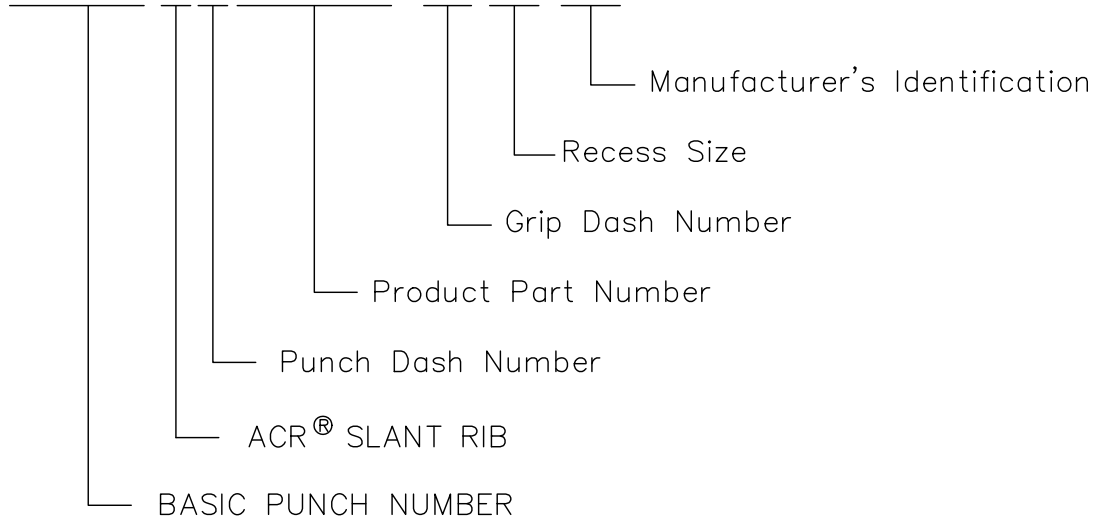 Manufacturer's Identification
Recess Size
Grip Dash Number
Product Part Number
Punch Dash Number
ACR® SLANT RIB
BASIC PUNCH NUMBER